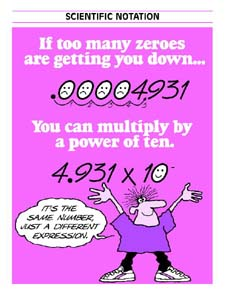 SCIENTIFIC NOTATION
If too many zeroes
are getting you down...
.00004931
You can multiply by
a power of ten.
4.931 x 10⁻
IT'S THE
SAME NUMBER,
JUST A DIFFERENT
EXPRESSION.